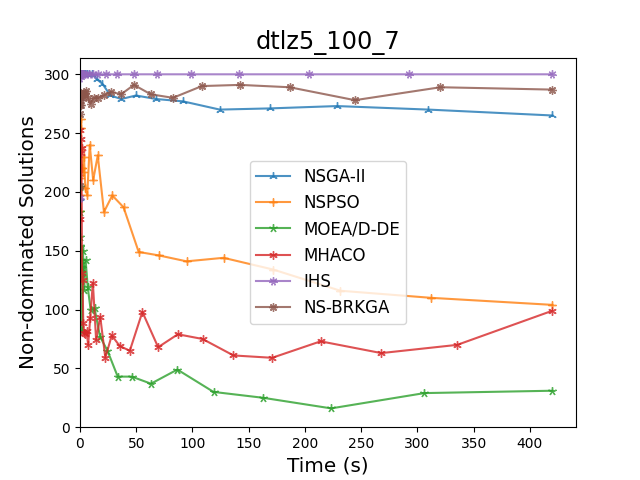 dtlz5_100_7
Non-dominated Solutions
300
250
200
150
100
50
0
NSGA-II
NSPSO
MOEA/D-DE
MHACO
IHS
NS-BRKGA
0 50 100 150 200 250 300 350 400
Time (s)